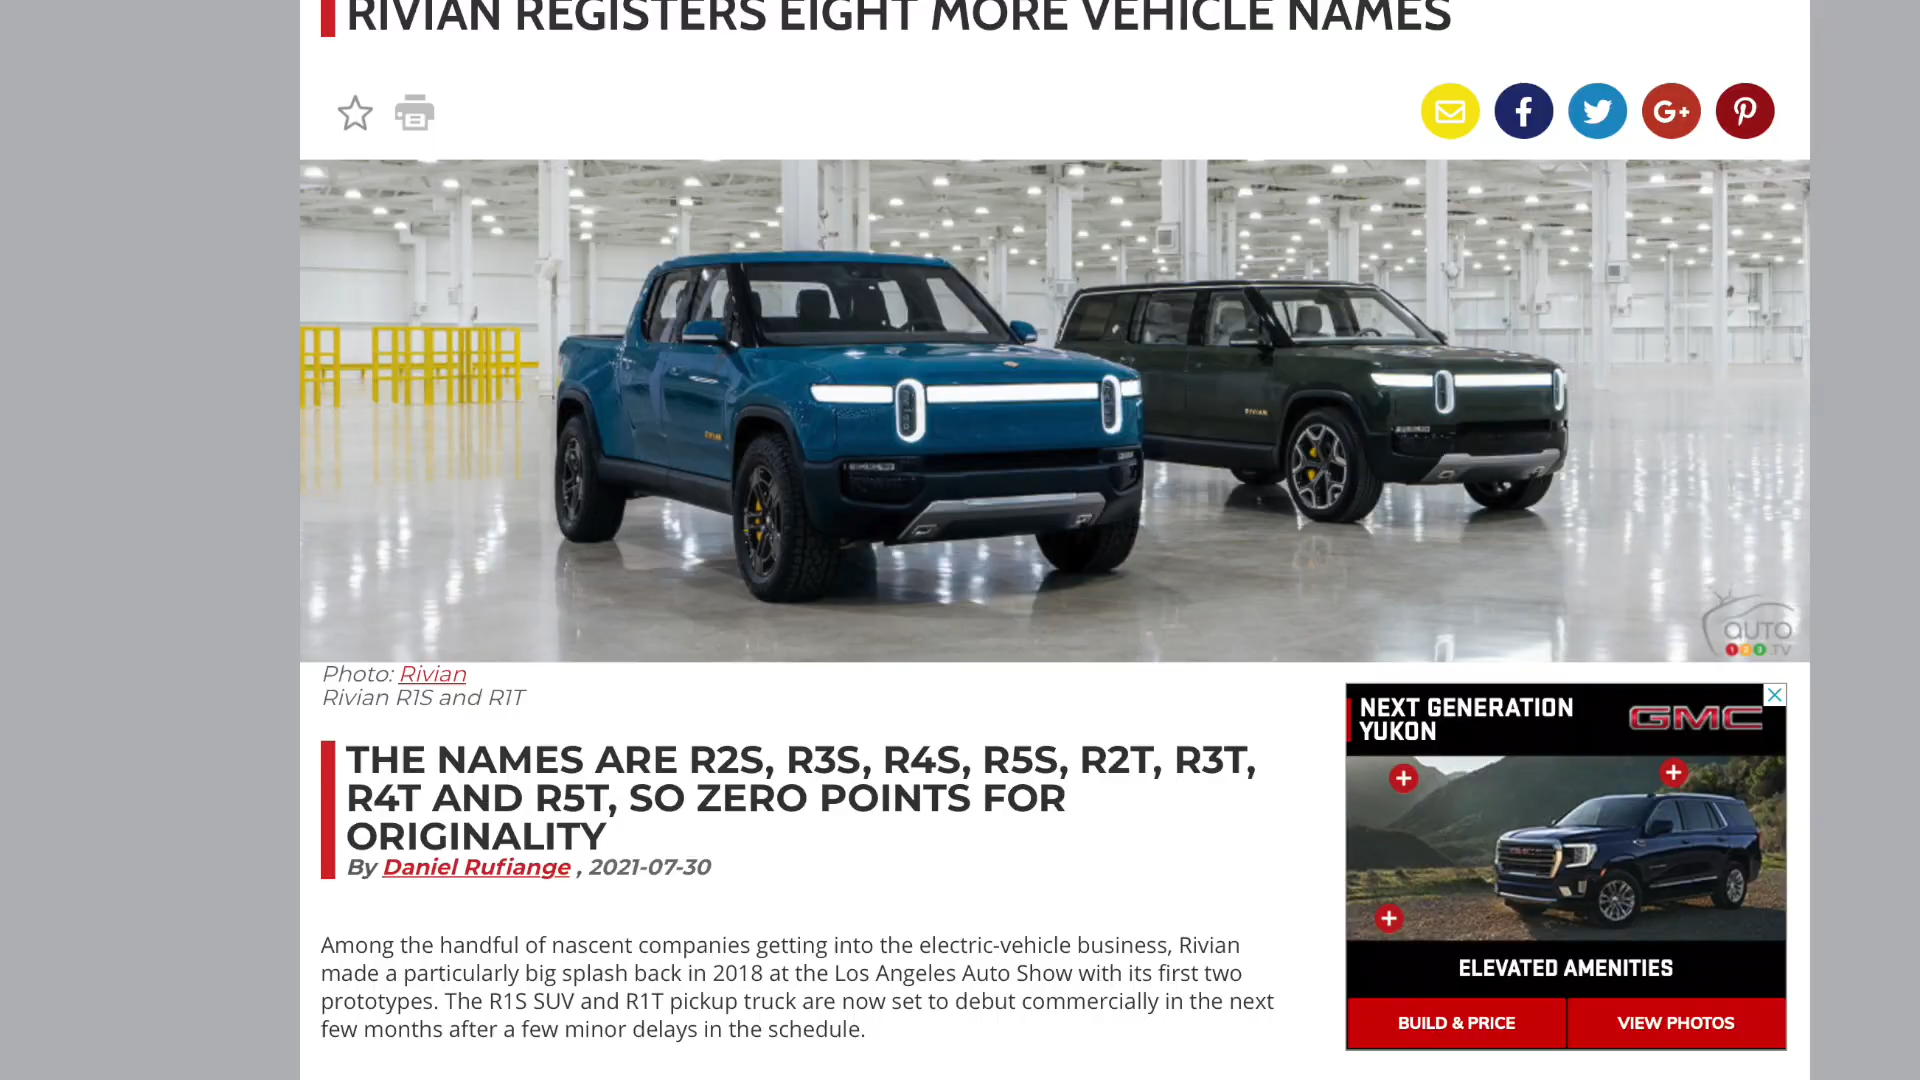 RIVIAN REGISTERS EIGHT MORE VEHICLE NAMES
G+
RIVIAN
AUTO
123.TV
Photo: Rivian
Rivian R1S and R1T
THE NAMES ARE R2S, R3S, R4S, R5S, R2T, R3T,
R4T AND R5T, SO ZERO POINTS FOR
ORIGINALITY
By Daniel Rufiange , 2021-07-30
Among the handful of nascent companies getting into the electric-vehicle business, Rivian
made a particularly big splash back in 2018 at the Los Angeles Auto Show with its first two
prototypes. The R1S SUV and R1T pickup truck are now set to debut commercially in the next
few months after a few minor delays in the schedule.
NEXT GENERATION
YUKON
GMC
ELEVATED AMENITIES
BUILD & PRICE
VIEW PHOTOS